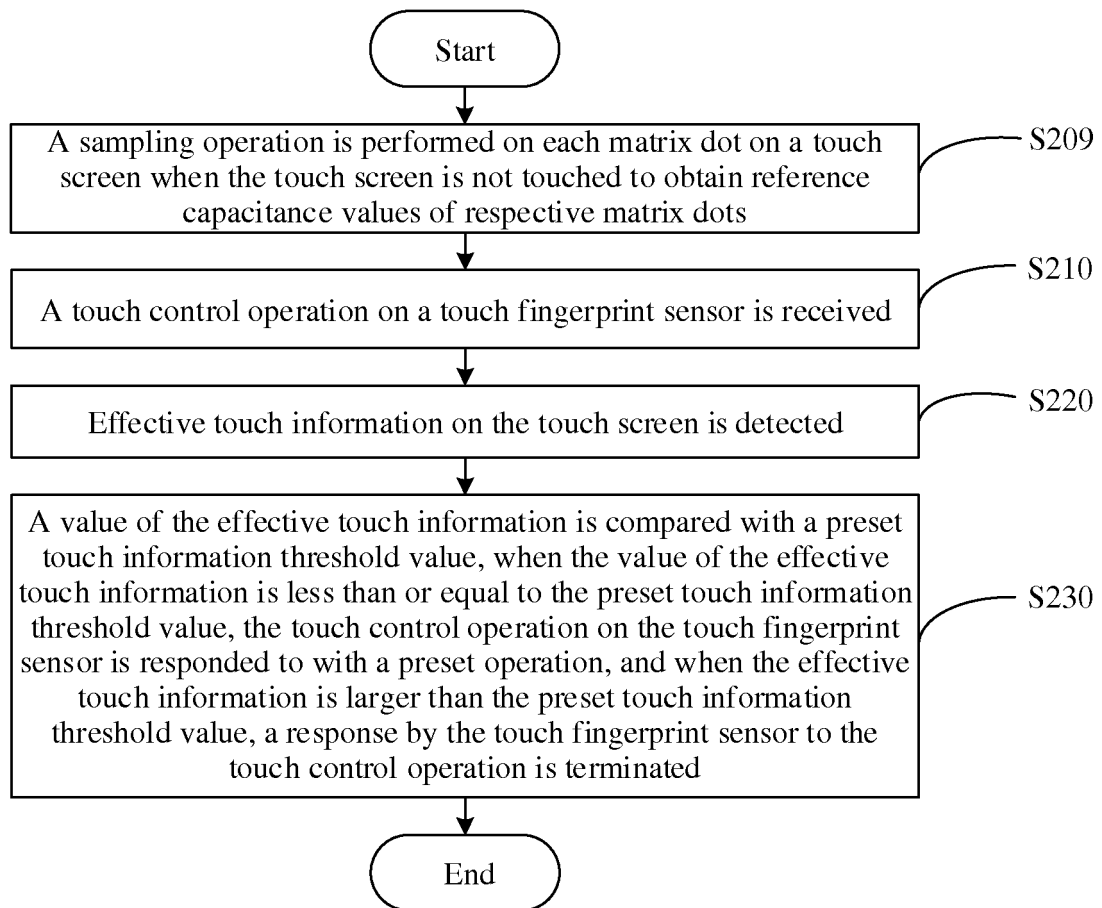 Start
A sampling operation is performed on each matrix dot on a touch
screen when the touch screen is not touched to obtain reference
capacitance values of respective matrix dots
S209
A touch control operation on a touch fingerprint sensor is received
S210
Effective touch information on the touch screen is detected
S220
A value of the effective touch information is compared with a preset
touch information threshold value, when the value of the effective
touch information is less than or equal to the preset touch information
threshold value, the touch control operation on the touch fingerprint
sensor is responded to with a preset operation, and when the effective
touch information is larger than the preset touch information
threshold value, a response by the touch fingerprint sensor to the
touch control operation is terminated
S230
End